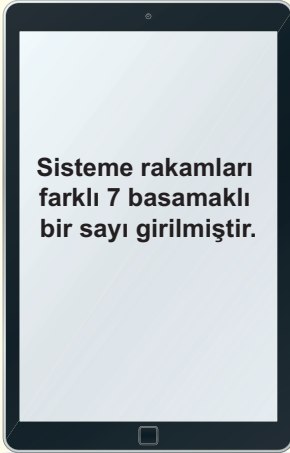 Sisteme rakamları
farklı 7 basamaklı
bir sayı girilmiştir.